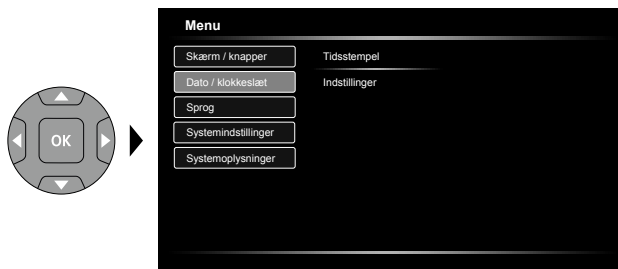 Menu
Skærm / knapper
Tidsstempel
Dato / klokkeslæt
Indstillinger
Sprog
OK
Systemindstillinger
Systemoplysninger